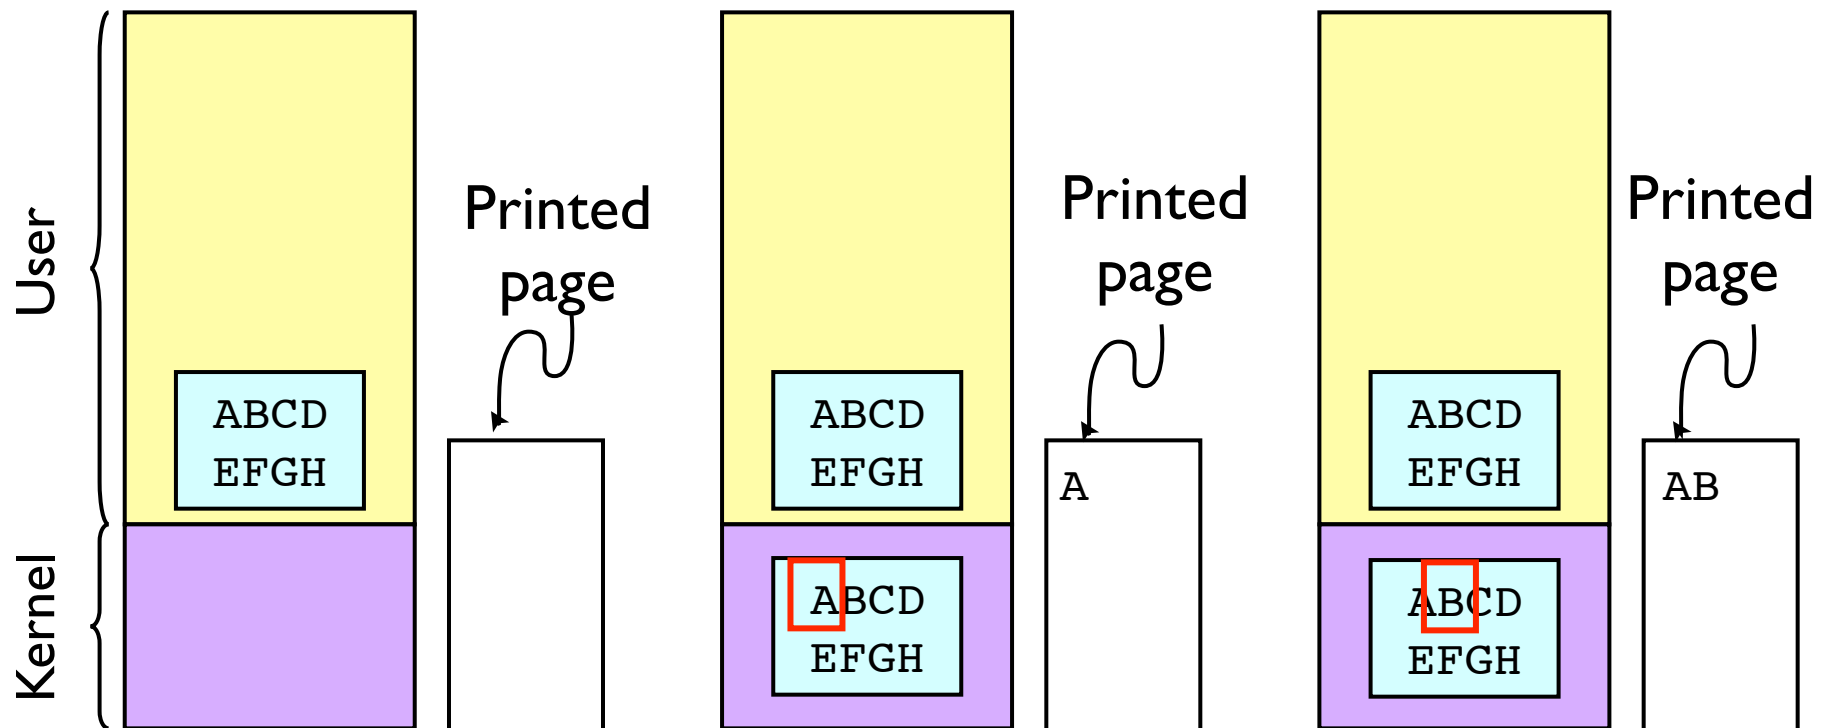 User
Kernel
ABCD
EFGH
Printed
page
ABCD
EFGH
ABCD
EFGH
Printed
page
A
ABCD
EFGH
ABCD
EFGH
Printed
page
AB